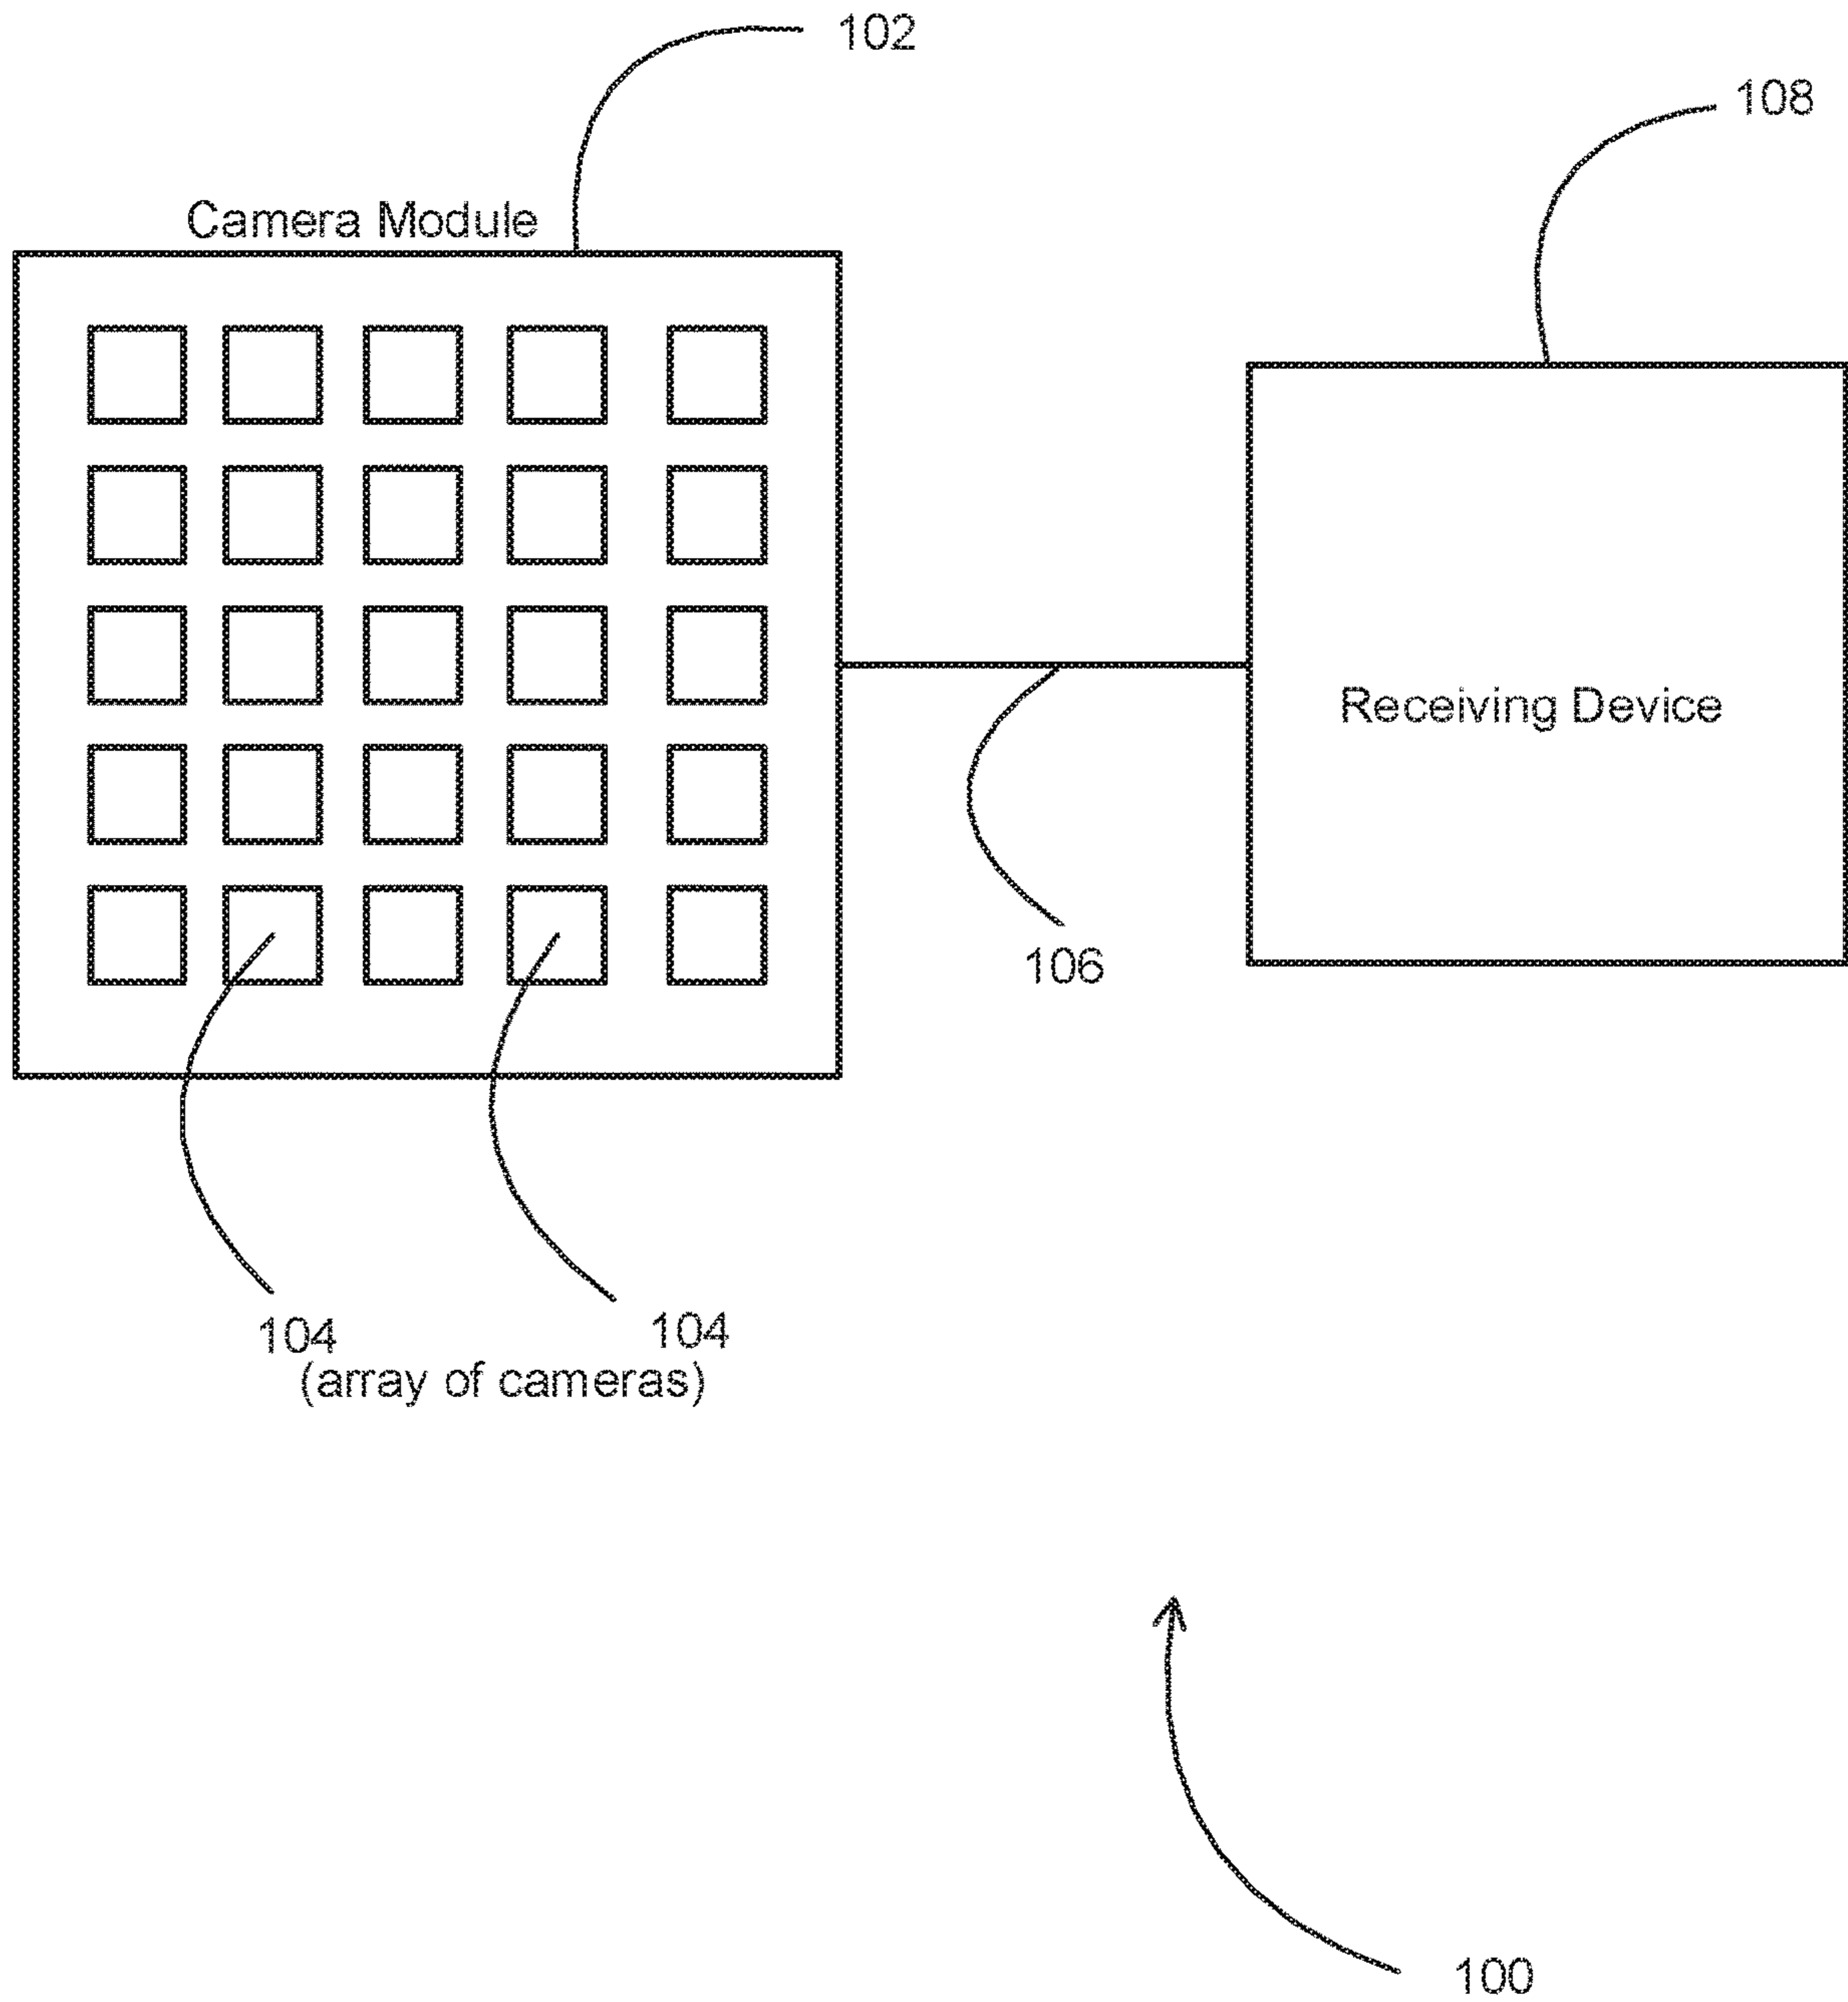 102
108
Camera Module
Receiving Device
106
104
104
(array of cameras)
100